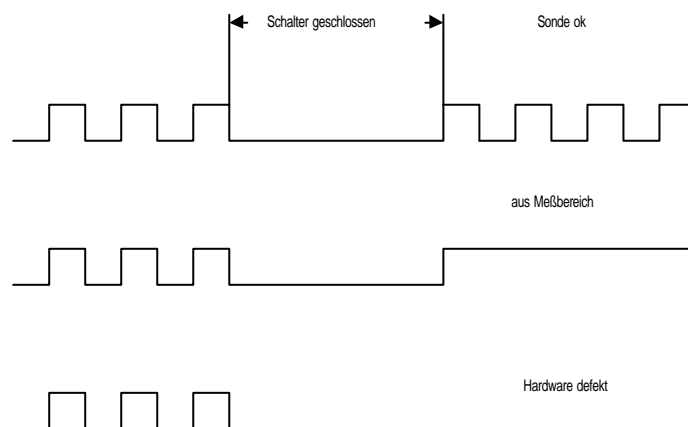 Schalter geschlossen
Sonde ok
aus Meßbereich
Hardware defekt